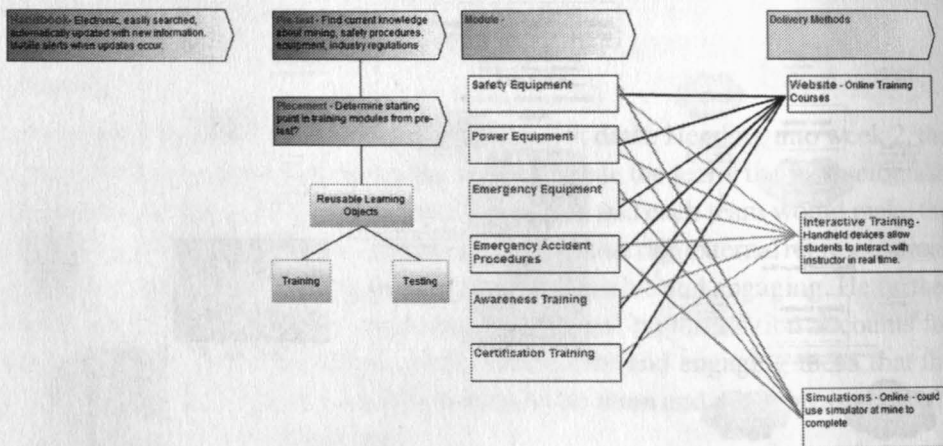 Handbook - Electronic, easily searched,
automatically updated with new information.
Mobile alerts when updates occur.
Pre-test - Find current knowledge
about mining, safety procedures,
equipment, industry regulations
Module -
Delivery Methods
Placement - Determine starting
point in training modules from pre-
test?
Reusable Learning
Objects
Training
Testing
Safety Equipment
Power Equipment
Emergency Equipment
Emergency Accident
Procedures
Awareness Training
Certification Training
Website - Online Training
Courses
Interactive Training -
Handheld devices allow
students to interact with
instructor in real time.
Simulations - Online - could
use simulator at mine to
complete